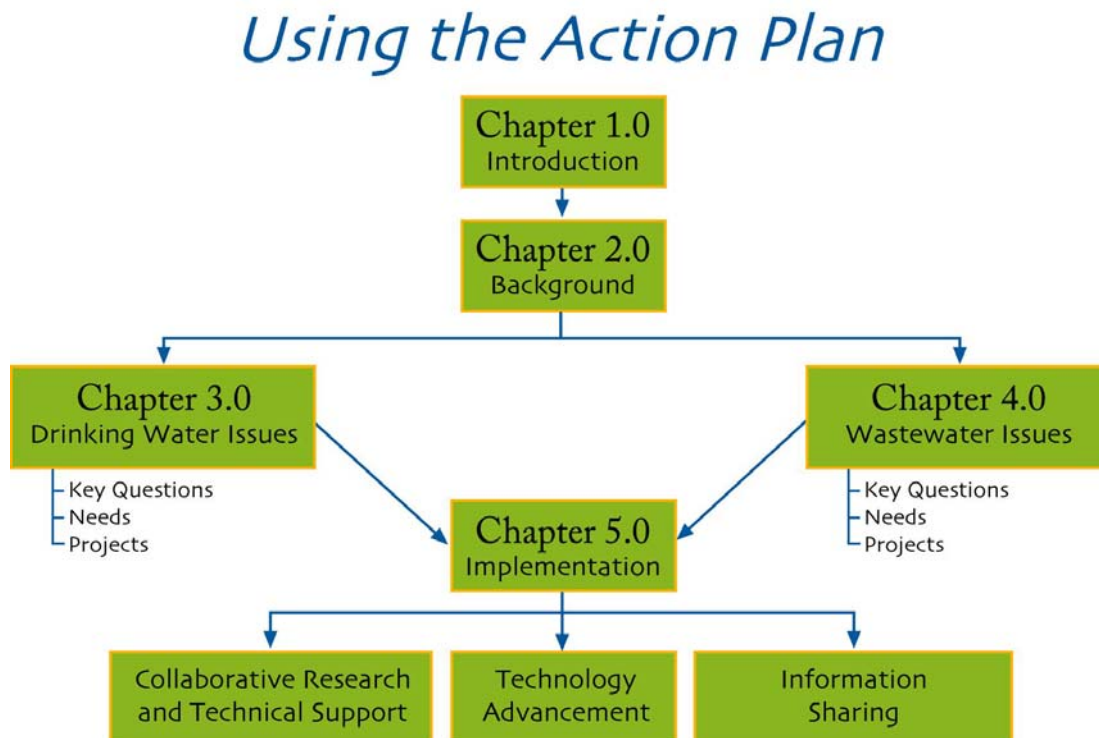 Using the Action Plan
Chapter 1.0
Introduction
Chapter 2.0
Background
Chapter 3.0
Drinking Water Issues
Key Questions
Needs
Projects
Chapter 4.0
Wastewater Issues
Key Questions
Needs
Projects
Chapter 5.0
Implementation
Collaborative Research
and Technical Support
Technology
Advancement
Information
Sharing